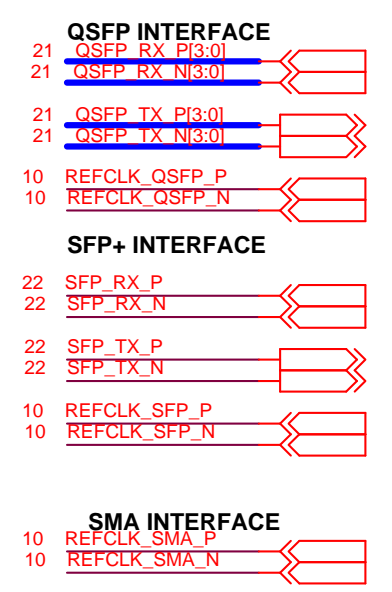 QSFP INTERFACE
21 QSFP_RX_P[3:0]
21 QSFP_RX_N[3:0]
21 QSFP_TX_P[3:0]
21 QSFP_TX_N[3:0]
10 REFCLK_QSFP_P
10 REFCLK_QSFP_N
SFP+ INTERFACE
22 SFP_RX_P
22 SFP_RX_N
22 SFP_TX_P
22 SFP_TX_N
10 REFCLK_SFP_P
10 REFCLK_SFP_N
SMA INTERFACE
10 REFCLK_SMA_P
10 REFCLK_SMA_N